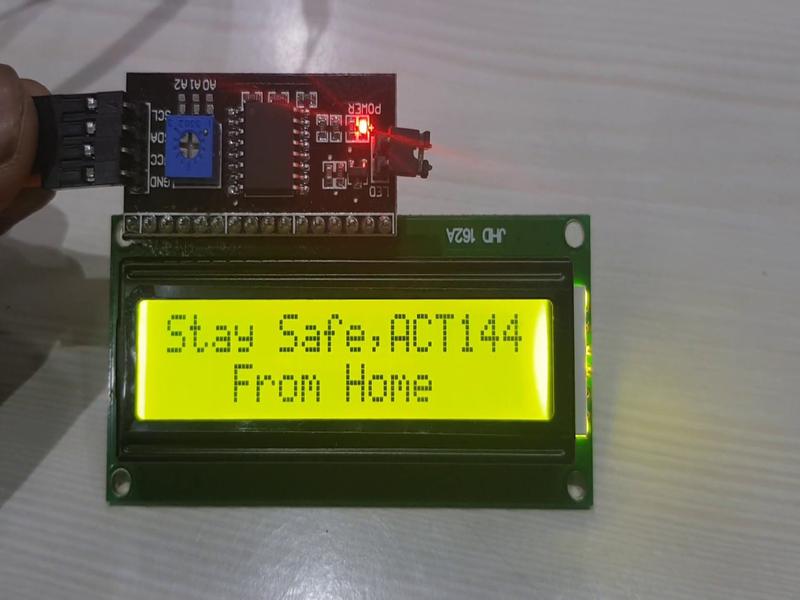 A0 A1 A2
POWER
SCL
SDA
VCC
GND
LED
JHD 162A
Stay Safe,ACT144
From Home